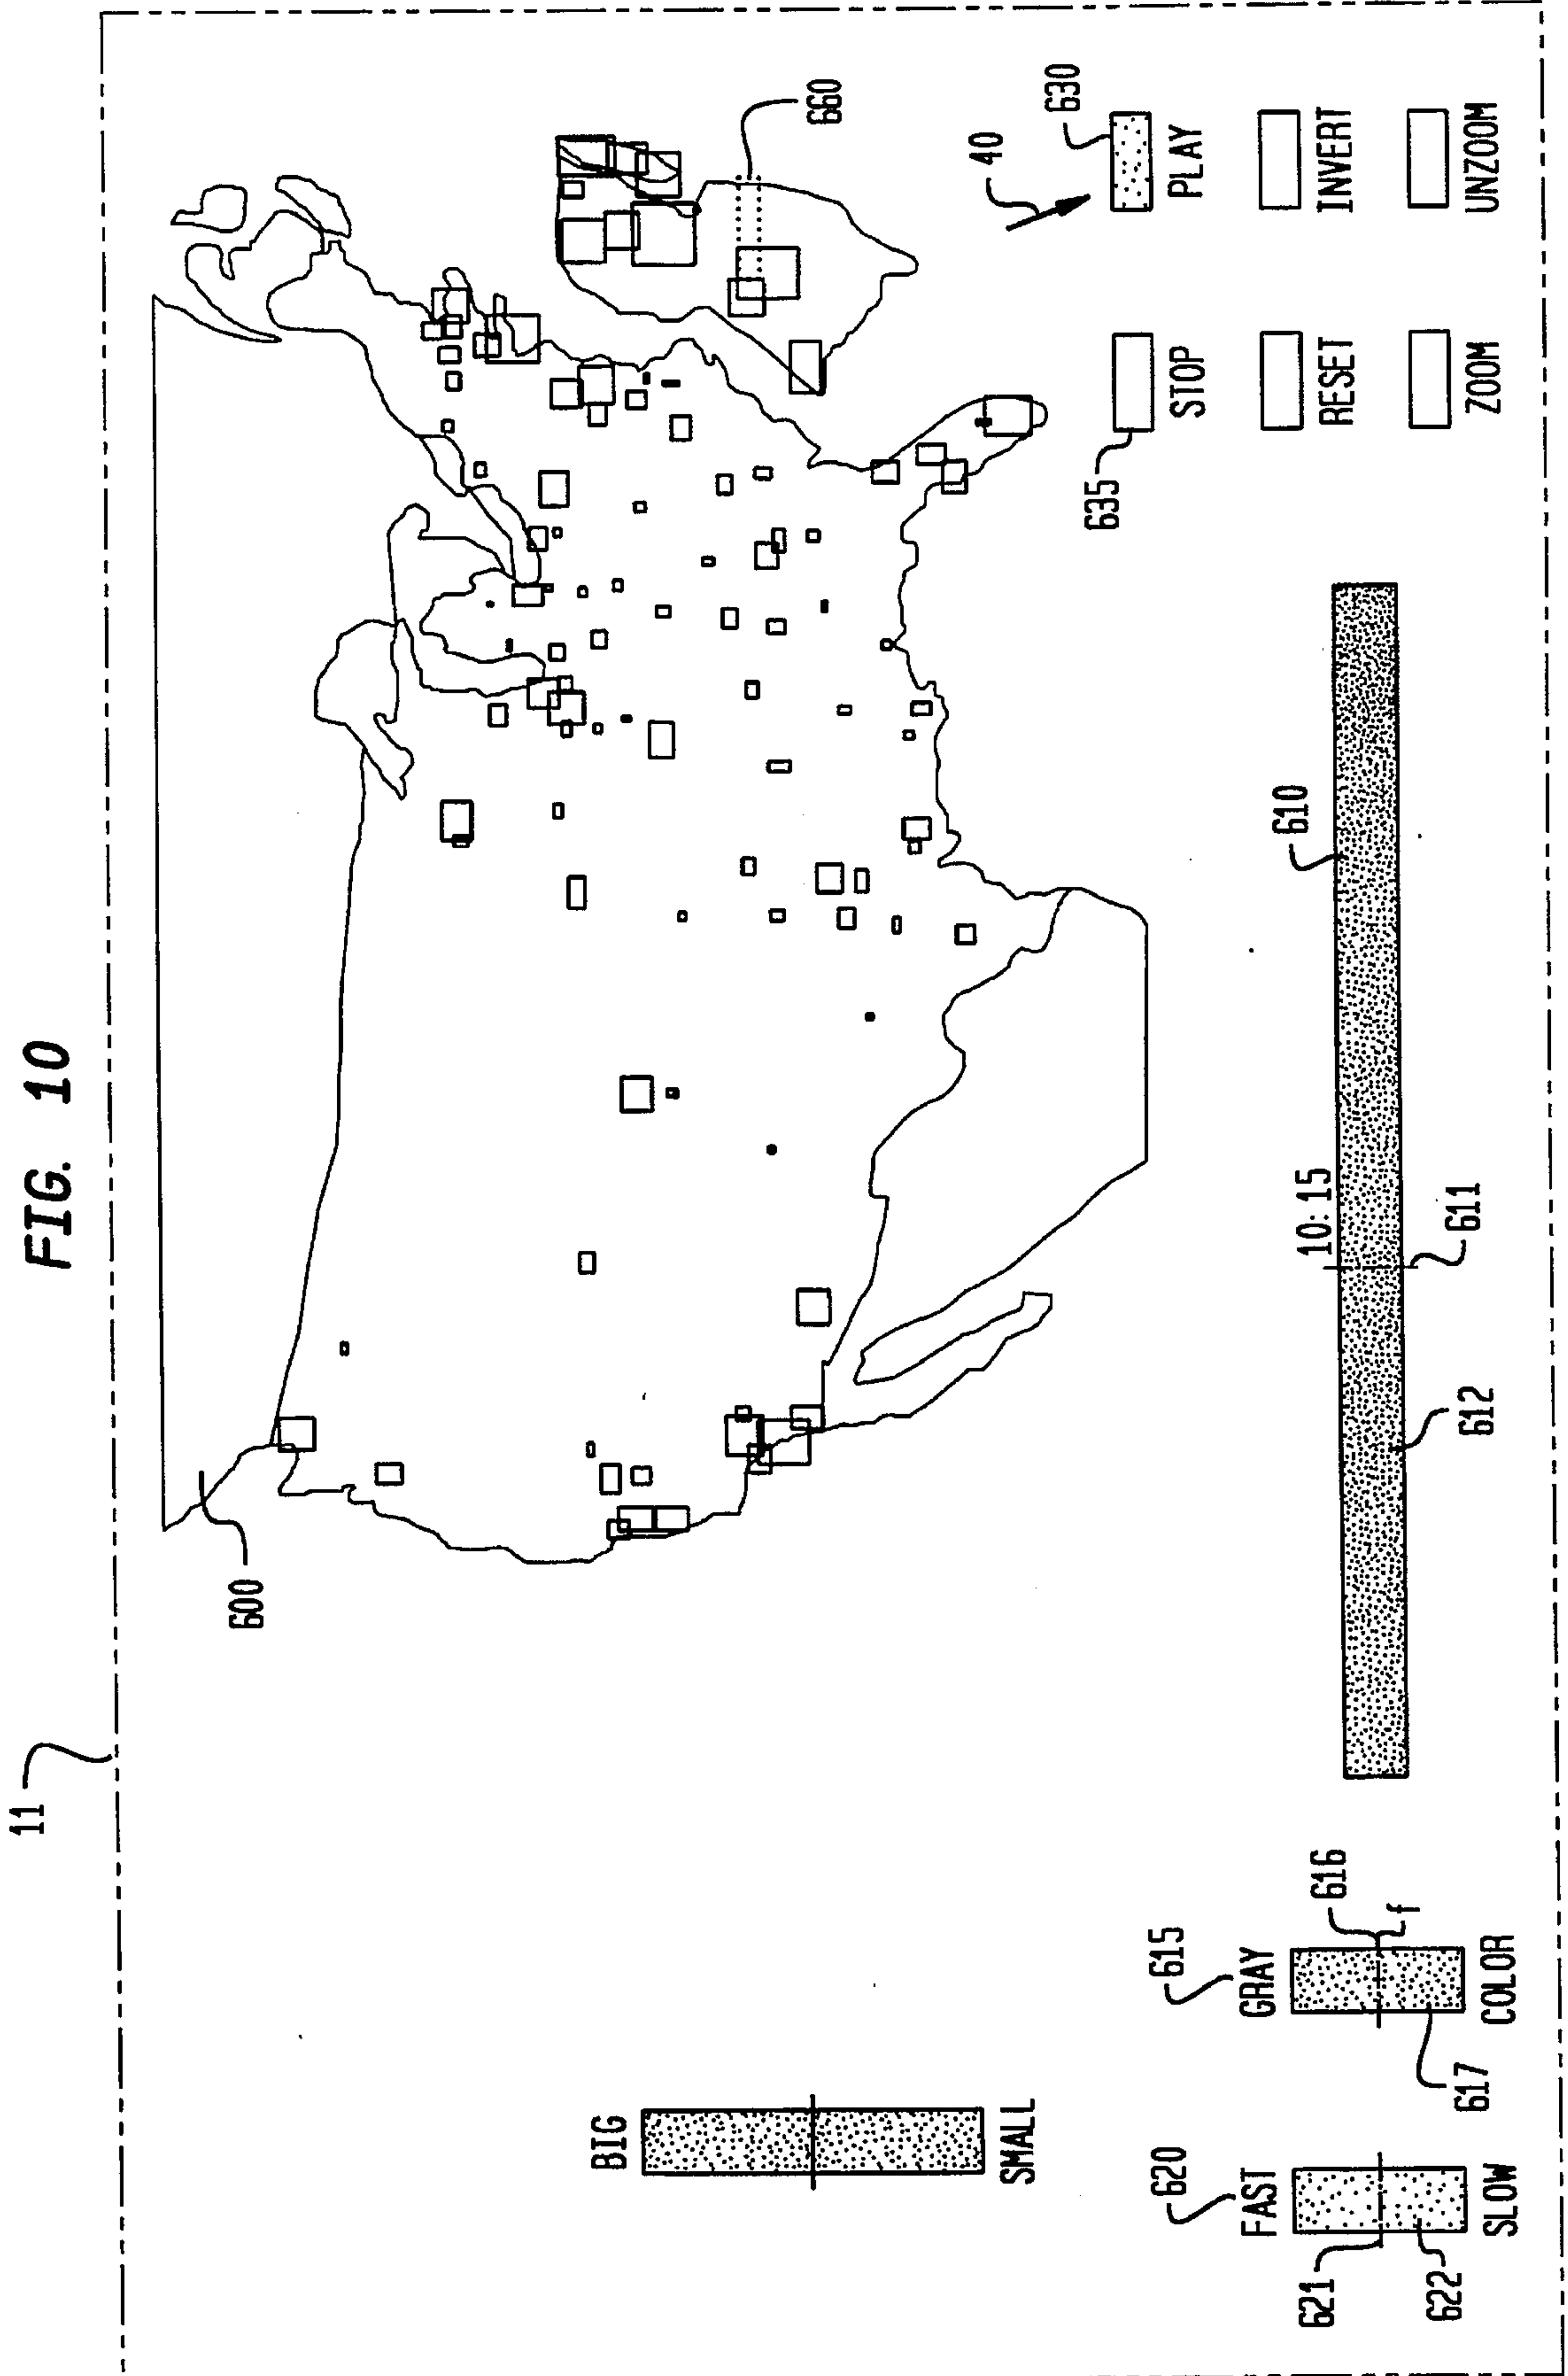 FIG. 10
11
600
660
40
630
635
STOP
PLAY
RESET
INVERT
ZOOM
UNZOOM
BIG
SMALL
615
616
GRAY
f
COLOR
617
620
FAST
SLOW
621
622
10:15
610
611
612